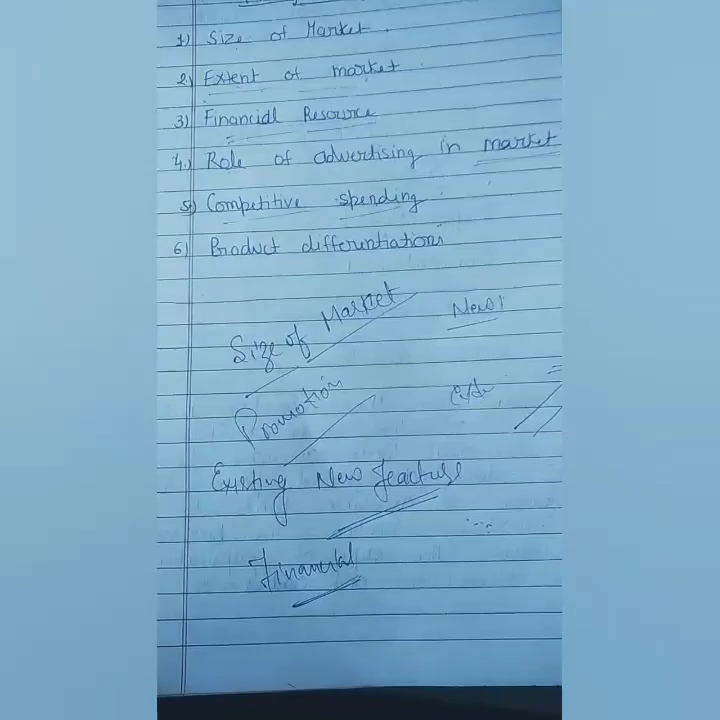 1) Size of Market.
2) Extent of market.
3) Financial Resource
4.) Role of advertising in market
5) Competitive spending
6) Product differentiations
Size of Market
New
Promotion
Existing New feacture
Financial